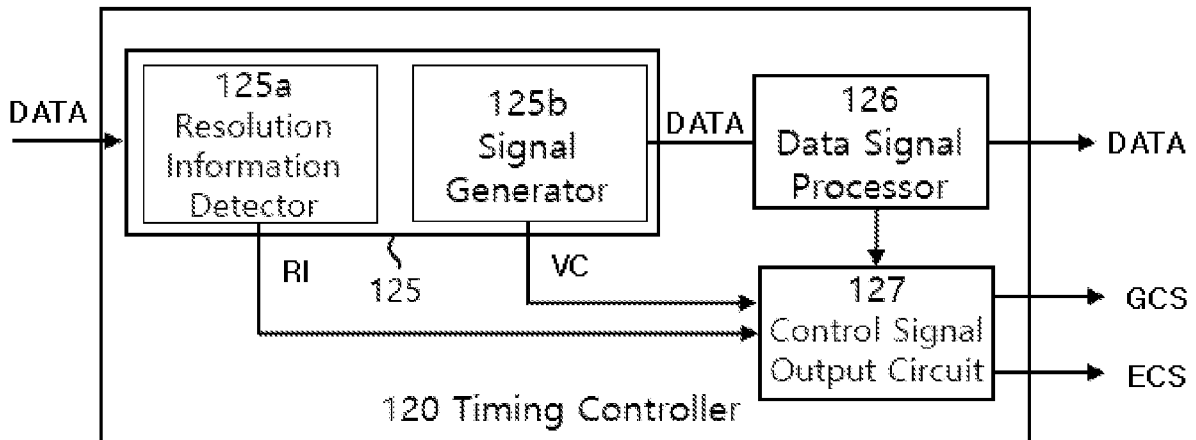 DATA
125a
Resolution
Information
Detector
125b
Signal
Generator
DATA
126
Data Signal
Processor
DATA
RI
125
VC
127
Control Signal
Output Circuit
GCS
ECS
120 Timing Controller